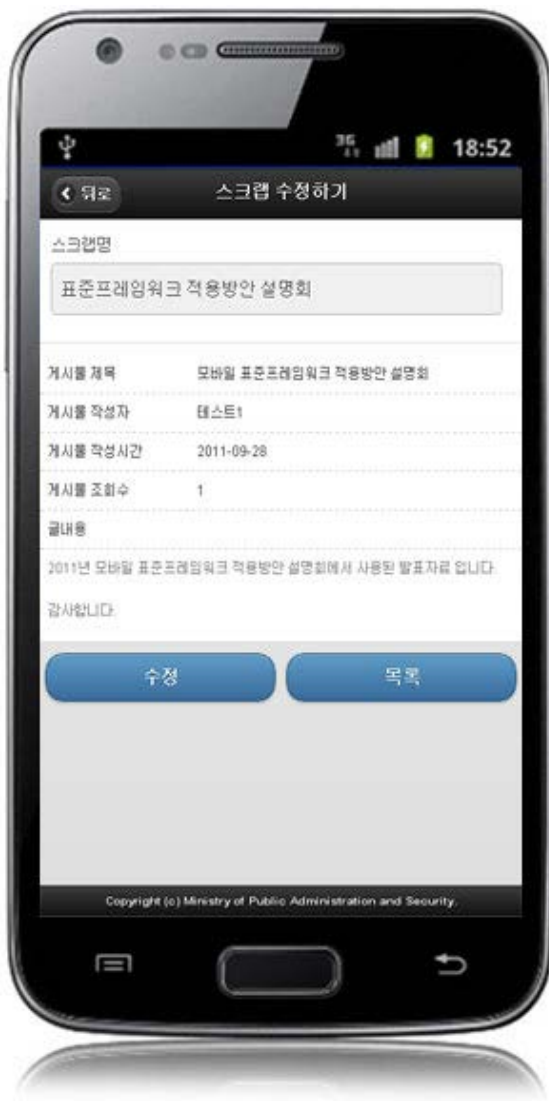 3G 18:52
뒤로 스크랩 수정하기
스크랩명
표준프레임워크 적용방안 설명회
게시물 제목 모바일 표준프레임워크 적용방안 설명회
게시물 작성자 테스트1
게시물 작성시간 2011-09-28
게시물 조회수 1
글내용
2011년 모바일 표준프레임워크 적용방안 설명회에서 사용된 발표자료 입니다.
감사합니다.
수정 목록
Copyright (c) Ministry of Public Administration and Security.